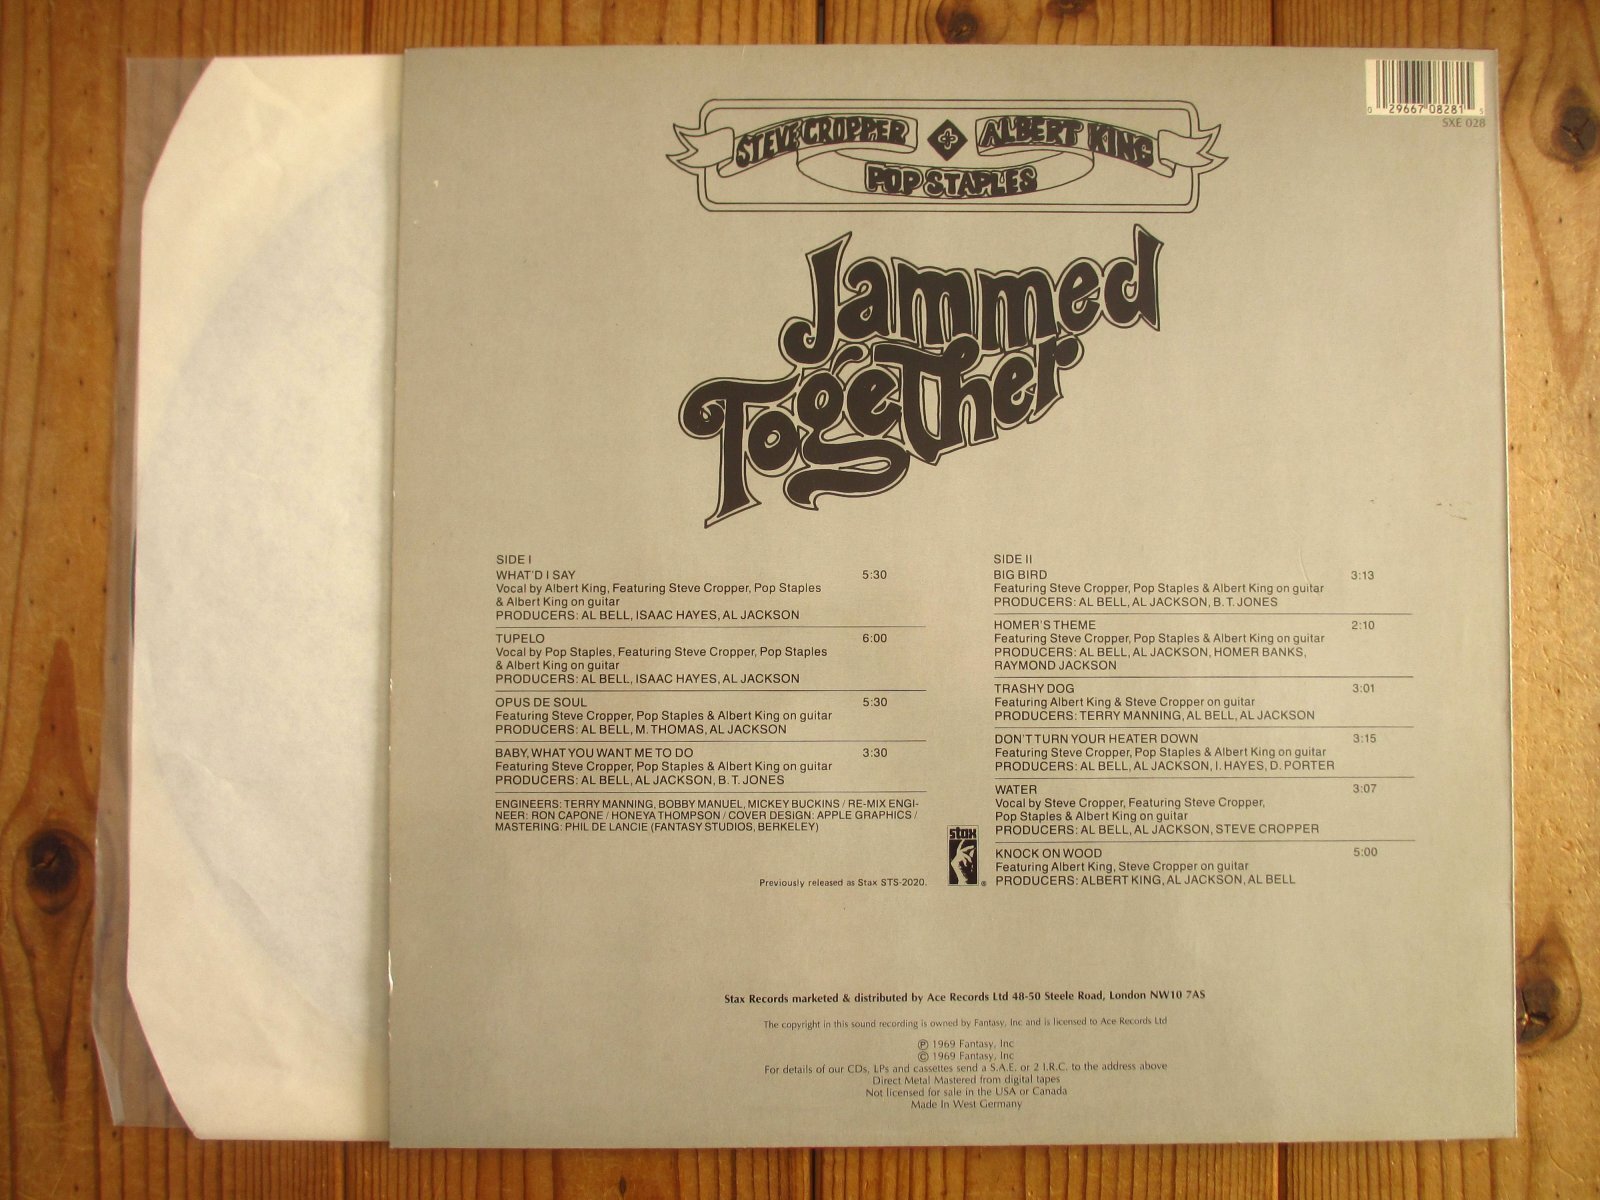 0 29667 08281 5
SXE 028
STEVE CROPPER ALBERT KING
POP STAPLES
Jammed
Together
SIDE I
WHAT'D I SAY 5:30
Vocal by Albert King, Featuring Steve Cropper, Pop Staples
& Albert King on guitar
PRODUCERS: AL BELL, ISAAC HAYES, AL JACKSON
TUPELO 6:00
Vocal by Pop Staples, Featuring Steve Cropper, Pop Staples
& Albert King on guitar
PRODUCERS: AL BELL, ISAAC HAYES, AL JACKSON
OPUS DE SOUL 5:30
Featuring Steve Cropper, Pop Staples & Albert King on guitar
PRODUCERS: AL BELL, M. THOMAS, AL JACKSON
BABY, WHAT YOU WANT ME TO DO 3:30
Featuring Steve Cropper, Pop Staples & Albert King on guitar
PRODUCERS: AL BELL, AL JACKSON, B. T. JONES
ENGINEERS: TERRY MANNING, BOBBY MANUEL, MICKEY BUCKINS / RE-MIX ENGI-
NEER: RON CAPONE / HONEYA THOMPSON / COVER DESIGN: APPLE GRAPHICS /
MASTERING: PHIL DE LANCIE (FANTASY STUDIOS, BERKELEY)
Previously released as Stax STS-2020.
stax
®
SIDE II
BIG BIRD 3:13
Featuring Steve Cropper, Pop Staples & Albert King on guitar
PRODUCERS: AL BELL, AL JACKSON, B. T. JONES
HOMER'S THEME 2:10
Featuring Steve Cropper, Pop Staples & Albert King on guitar
PRODUCERS: AL BELL, AL JACKSON, HOMER BANKS,
RAYMOND JACKSON
TRASHY DOG 3:01
Featuring Albert King & Steve Cropper on guitar
PRODUCERS: TERRY MANNING, AL BELL, AL JACKSON
DON'T TURN YOUR HEATER DOWN 3:15
Featuring Steve Cropper, Pop Staples & Albert King on guitar
PRODUCERS: AL BELL, AL JACKSON, I. HAYES, D. PORTER
WATER 3:07
Vocal by Steve Cropper, Featuring Steve Cropper,
Pop Staples & Albert King on guitar
PRODUCERS: AL BELL, AL JACKSON, STEVE CROPPER
KNOCK ON WOOD 5:00
Featuring Albert King, Steve Cropper on guitar
PRODUCERS: ALBERT KING, AL JACKSON, AL BELL
Stax Records marketed & distributed by Ace Records Ltd 48-50 Steele Road, London NW10 7AS
The copyright in this sound recording is owned by Fantasy, Inc and is licensed to Ace Records Ltd
℗ 1969 Fantasy, Inc
© 1969 Fantasy, Inc
For details of our CDs, LPs and cassettes send a S.A.E. or 2 I.R.C. to the address above
Direct Metal Mastered from digital tapes
Not licensed for sale in the USA or Canada
Made In West Germany